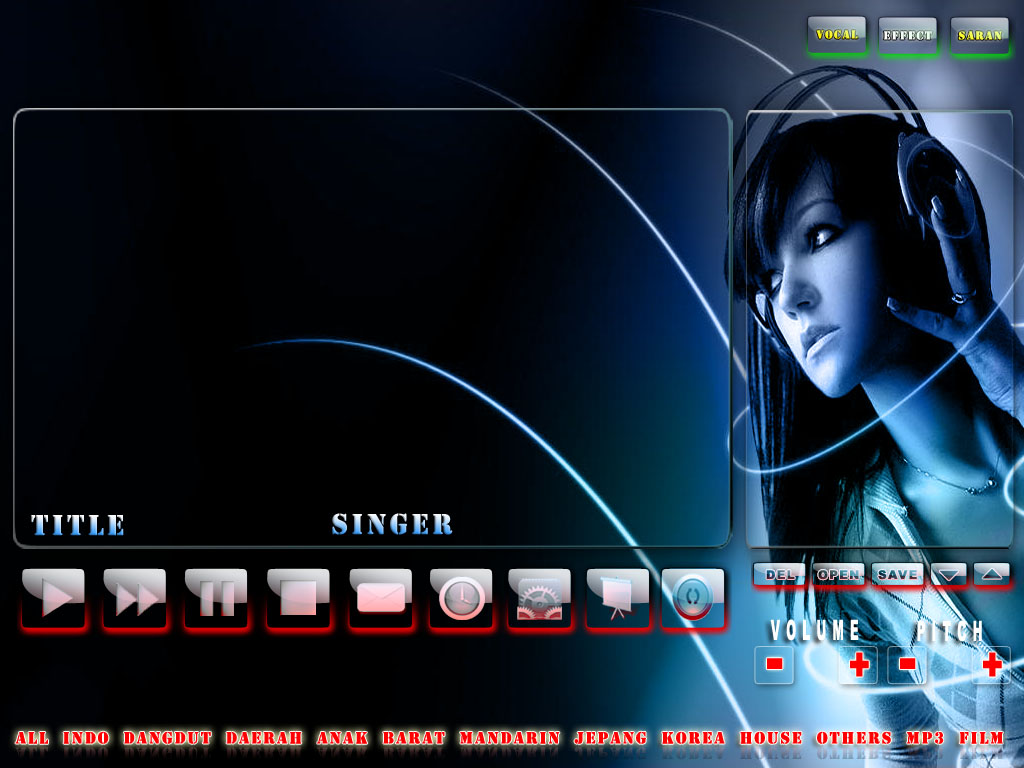 VOCAL EFFECT SARAN
TITLE SINGER
DEL OPEN SAVE
VOLUME PITCH
ALL INDO DANGDUT DAERAH ANAK BARAT MANDARIN JEPANG KOREA HOUSE OTHERS MP3 FILM